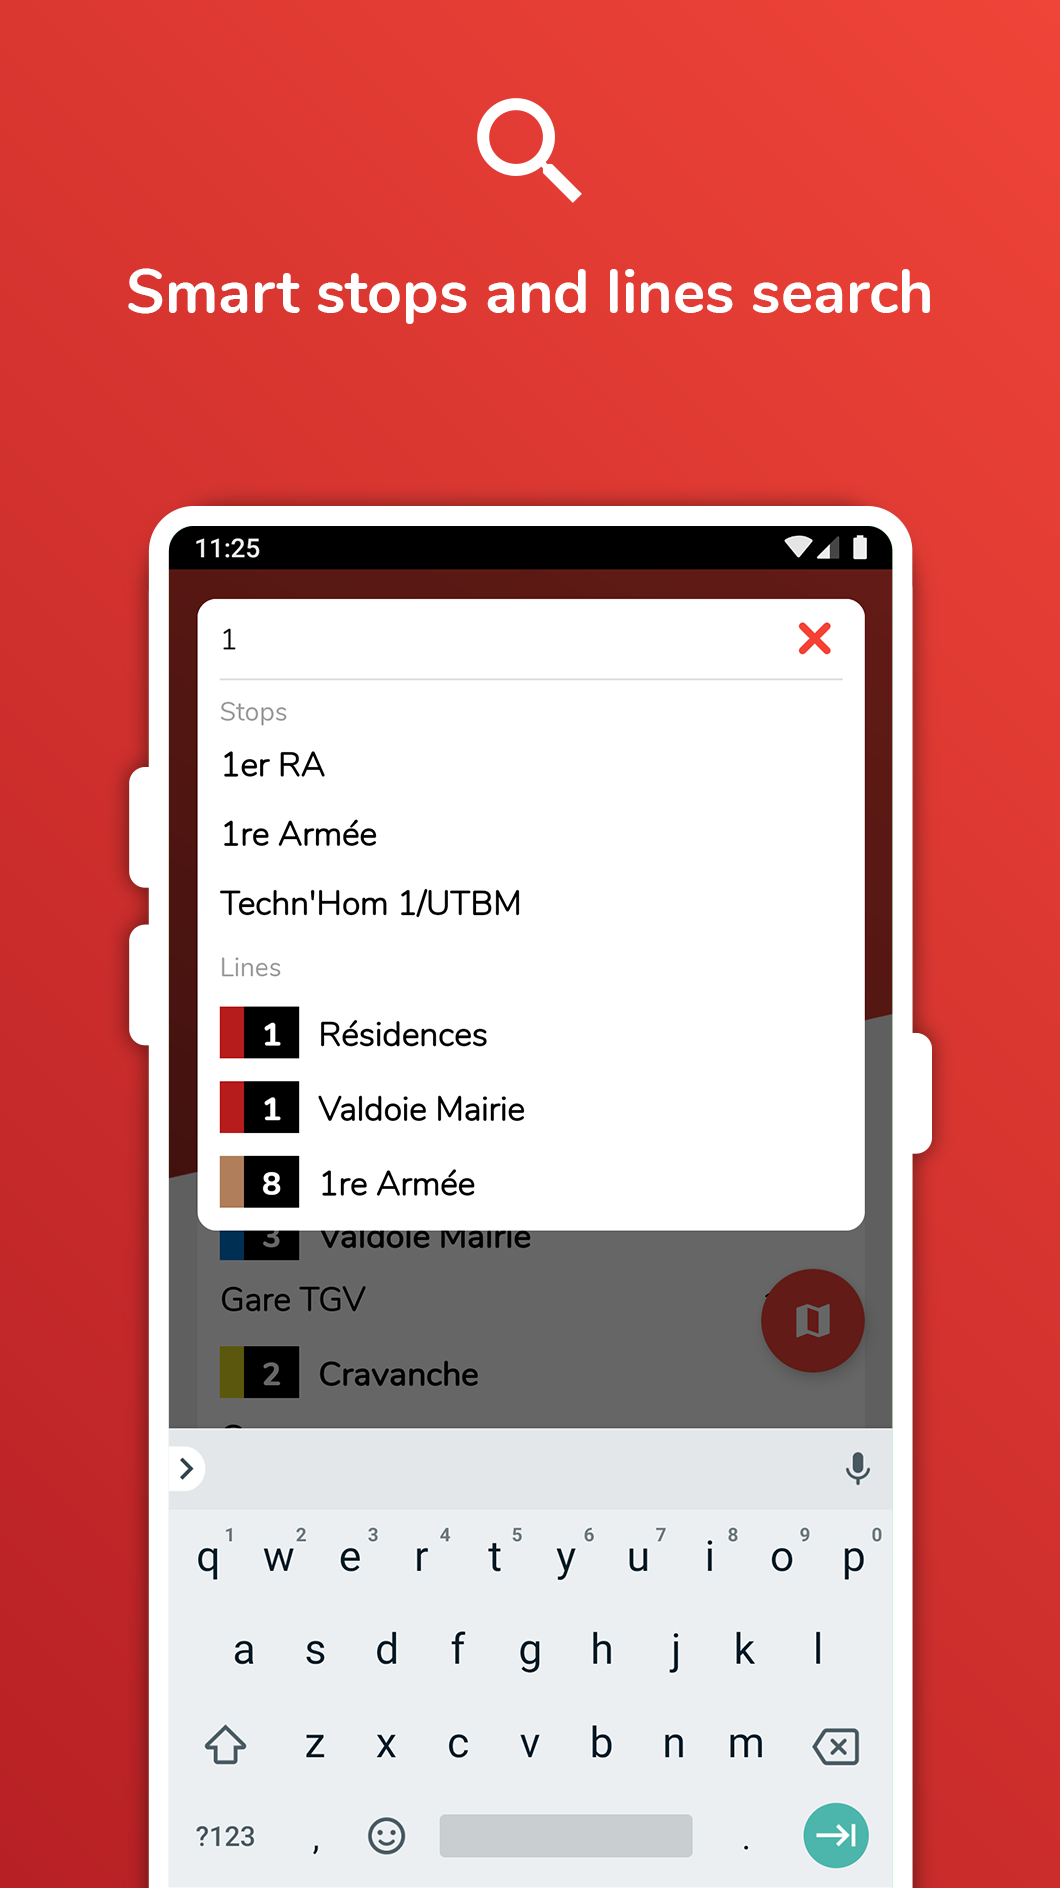 Smart stops and lines search
11:25
1
Stops
1er RA
1re Armée
Techn'Hom 1/UTBM
Lines
1 Résidences
1 Valdoie Mairie
8 1re Armée
3 Valdoie Mairie
Gare TGV
2 Cravanche
q 1 w 2 e 3 r 4 t 5 y 6 u 7 i 8 o 9 p 0
a s d f g h j k l
z x c v b n m
?123 , .